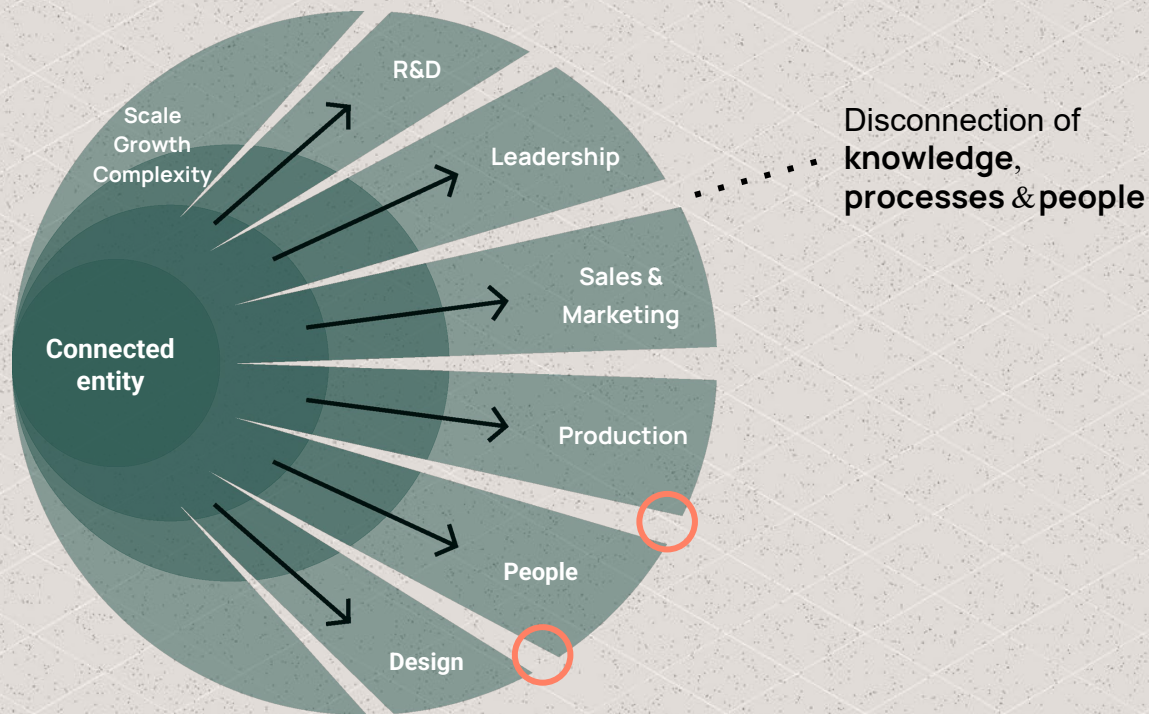 R&D
Scale
Growth
Complexity
Leadership
Disconnection of
knowledge,
processes & people
Sales &
Marketing
Connected
entity
Production
People
Design